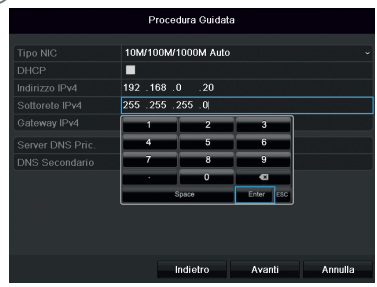 Procedura Guidata
Tipo NIC 10M/100M/1000M Auto
DHCP
Indirizzo IPv4 192 .168 .0 .20
Sottorete IPv4 255 .255 .255 .0
Gateway IPv4
1 2 3
Server DNS Pric. 4 5 6
DNS Secondario 7 8 9
. 0
Space Enter ESC
Indietro Avanti Annulla